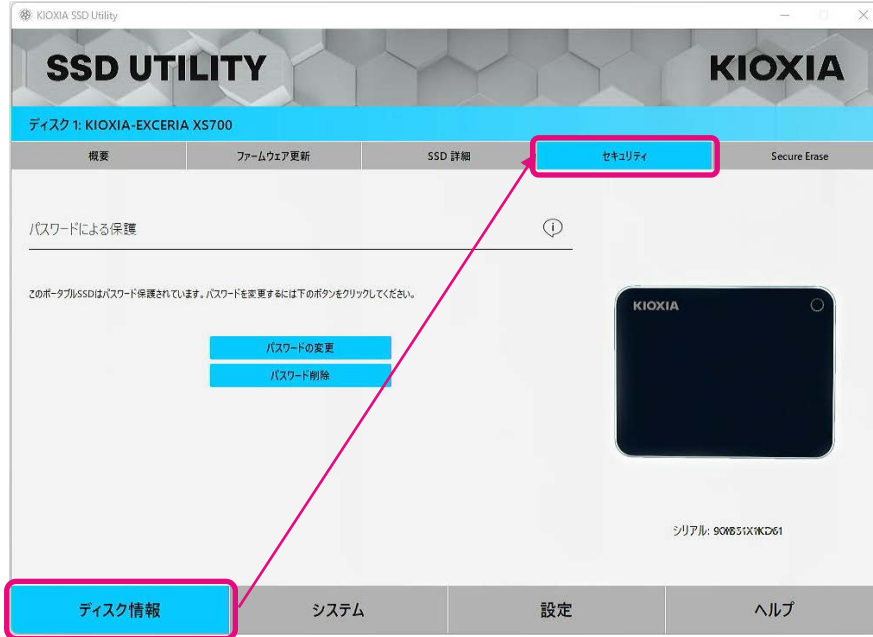 KIOXIA SSD Utility
SSD UTILITY
KIOXIA
ディスク 1: KIOXIA-EXCERIA XS700
概要
ファームウェア更新
SSD 詳細
セキュリティ
Secure Erase
パスワードによる保護
このポータブルSSDはパスワード保護されています。パスワードを変更するには下のボタンをクリックしてください。
パスワードの変更
パスワード削除
KIOXIA
シリアル:
ディスク情報
システム
設定
ヘルプ